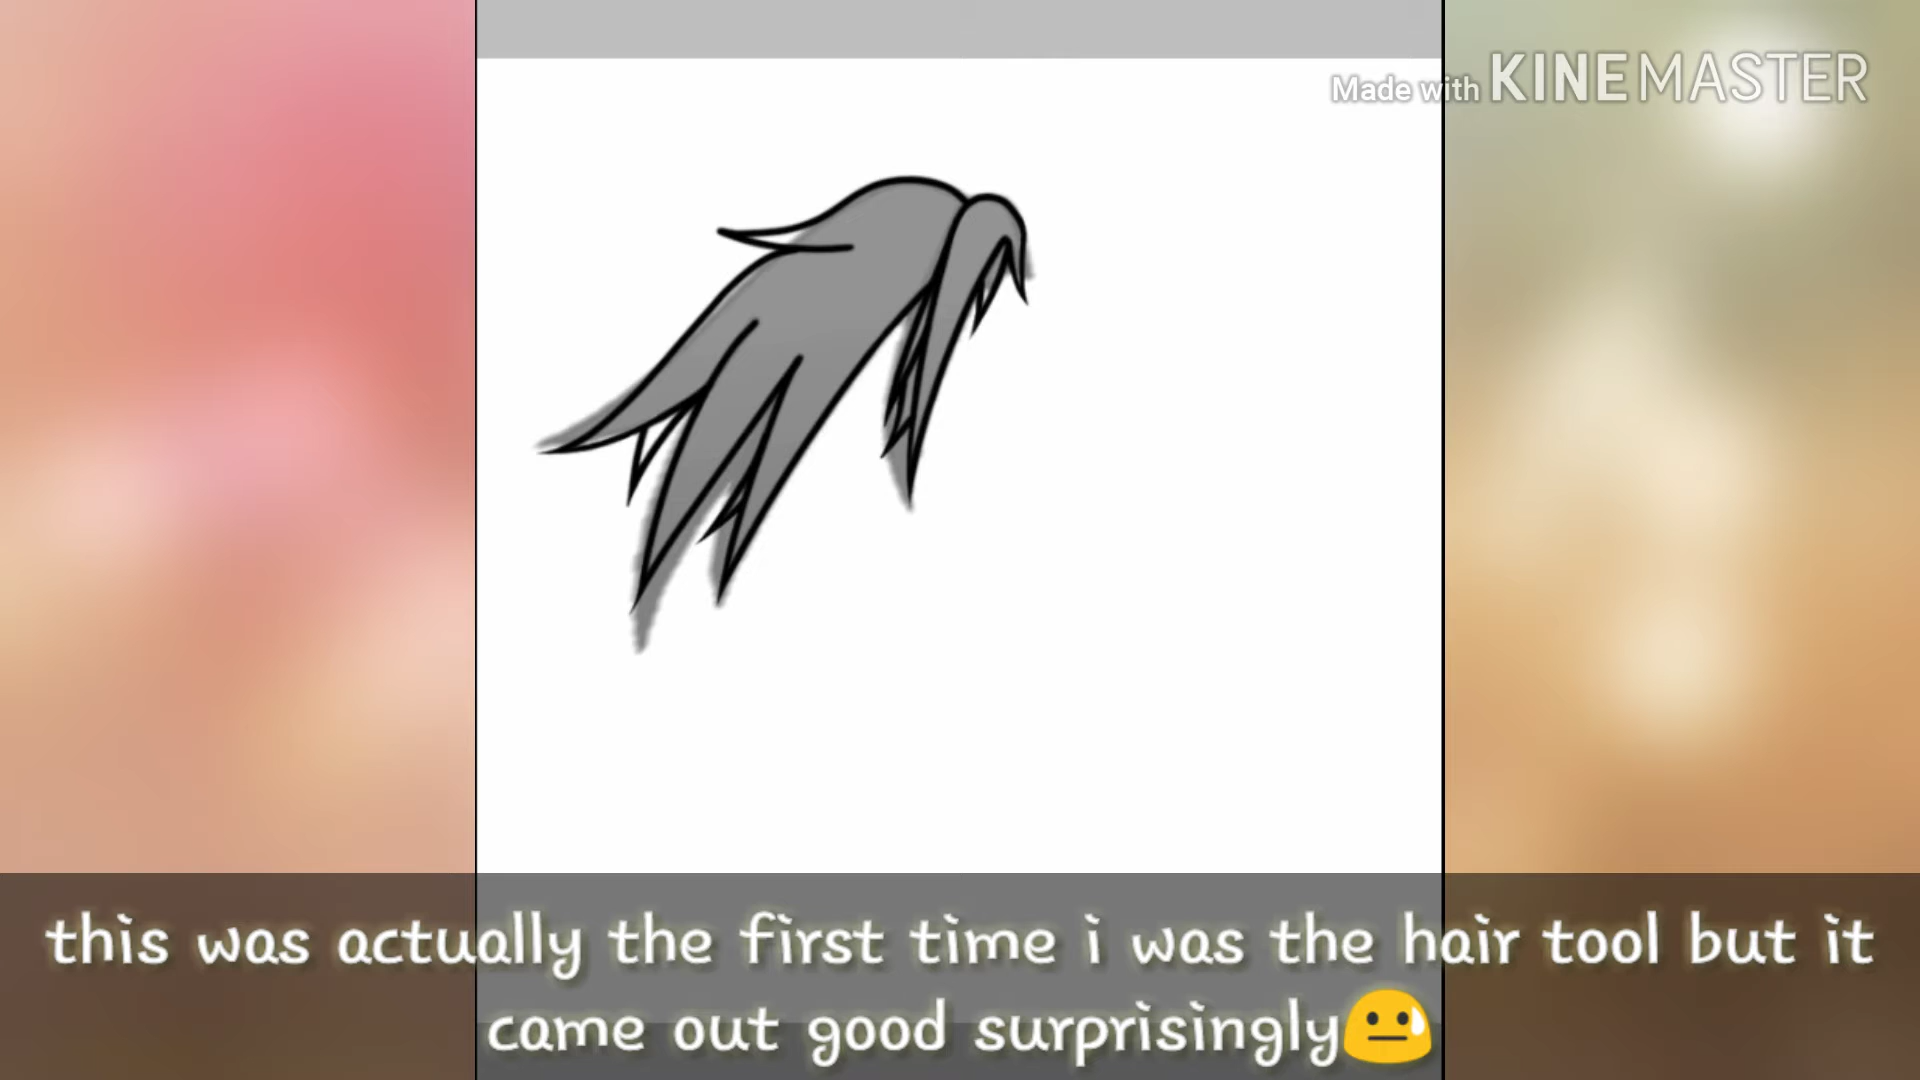 Made with KINEMASTER
this was actually the first time i was the hair tool but it
came out good surprisingly😓